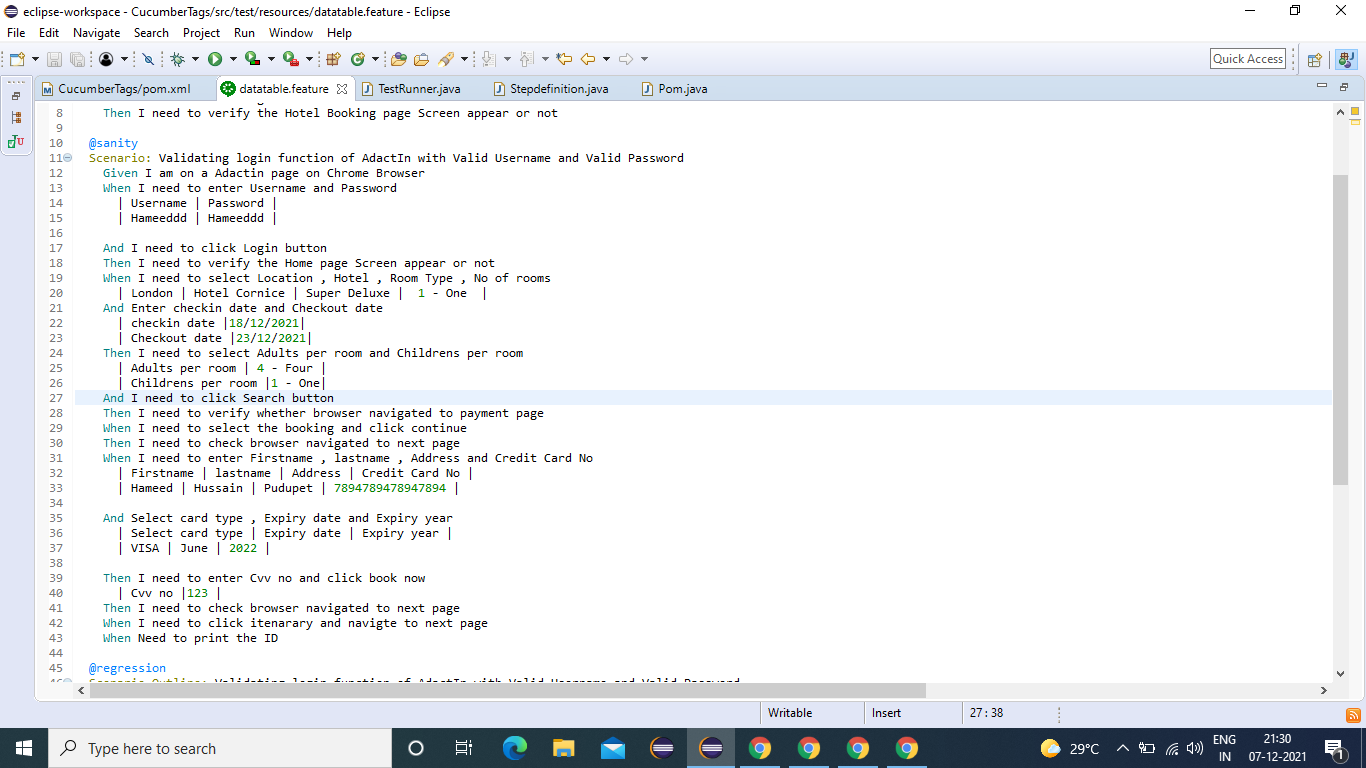 eclipse-workspace - CucumberTags/src/test/resources/datatable.feature - Eclipse
File Edit Navigate Search Project Run Window Help
Quick Access
CucumberTags/pom.xml datatable.feature TestRunner.java Stepdefinition.java Pom.java
8 Then I need to verify the Hotel Booking page Screen appear or not
9
10 @sanity
11 Scenario: Validating login function of AdactIn with Valid Username and Valid Password
12 Given I am on a Adactin page on Chrome Browser
13 When I need to enter Username and Password
14 | Username | Password |
15 | Hameeddd | Hameeddd |
16
17 And I need to click Login button
18 Then I need to verify the Home page Screen appear or not
19 When I need to select Location , Hotel , Room Type , No of rooms
20 | London | Hotel Cornice | Super Deluxe |  1 - One  |
21 And Enter checkin date and Checkout date
22 | checkin date |18/12/2021|
23 | Checkout date |23/12/2021|
24 Then I need to select Adults per room and Childrens per room
25 | Adults per room | 4 - Four |
26 | Childrens per room |1 - One|
27 And I need to click Search button
28 Then I need to verify whether browser navigated to payment page
29 When I need to select the booking and click continue
30 Then I need to check browser navigated to next page
31 When I need to enter Firstname , lastname , Address and Credit Card No
32 | Firstname | lastname | Address | Credit Card No |
33 | Hameed | Hussain | Pudupet | 7894789478947894 |
34
35 And Select card type , Expiry date and Expiry year
36 | Select card type | Expiry date | Expiry year |
37 | VISA | June | 2022 |
38
39 Then I need to enter Cvv no and click book now
40 | Cvv no |123 |
41 Then I need to check browser navigated to next page
42 When I need to click itenarary and navigte to next page
43 When Need to print the ID
44
45 @regression
46 Scenario Outline: Validating login function of AdactIn with Valid Username and Valid Password
Writable Insert 27 : 38
Type here to search
29°C
ENG
IN
21:30
07-12-2021
1